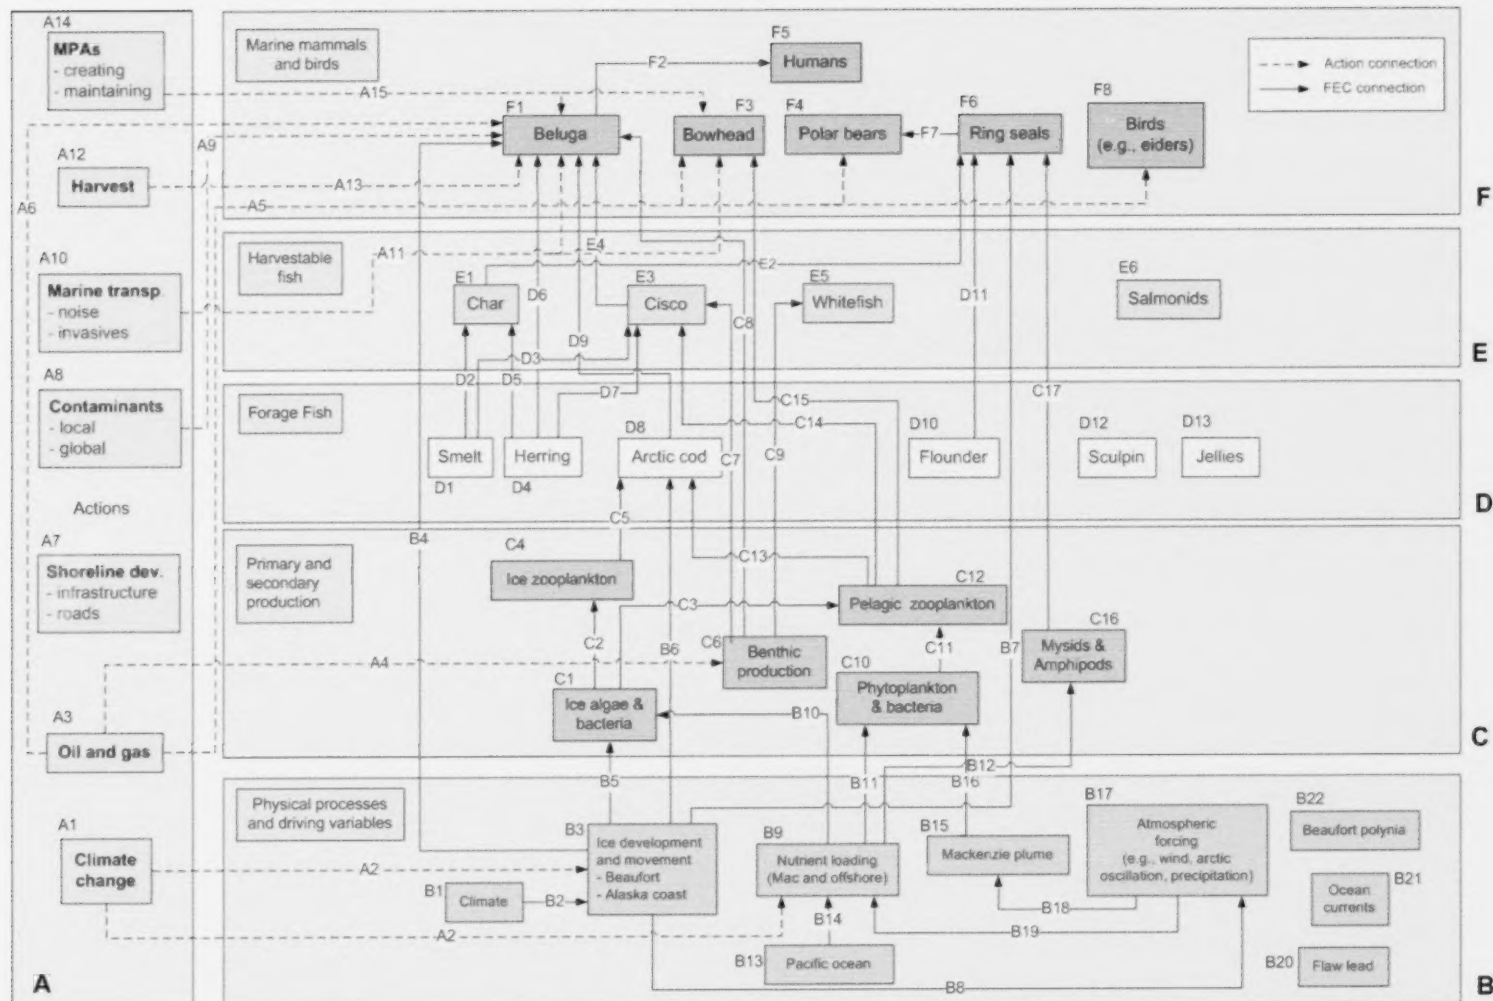 A14
MPAs
- creating
- maintaining
A15
A9
A12
Harvest
A13
A6
A5
A10
Marine transp.
- noise
- invasives
A11
A8
Contaminants
- local
- global
Actions
A7
Shoreline dev.
- infrastructure
- roads
A4
A3
Oil and gas
A1
Climate
change
A2
A2
A
Marine mammals
and birds
F5
Humans
F2
Action connection
FEC connection
F1
Beluga
F3
Bowhead
F4
Polar bears
F7
F6
Ring seals
F8
Birds
(e.g., eiders)
F
Harvestable
fish
E4
E2
E1
Char
D6
E3
Cisco
E5
Whitefish
D11
E6
Salmonids
C8
D9
D3
E
D2
D5
D7
C15
C14
C17
Forage Fish
D8
D10
D12
D13
Smelt
Herring
Arctic cod
C7
C9
Flounder
Sculpin
Jellies
D1
D4
D
C5
B4
C13
Primary and
secondary
production
C4
Ice zooplankton
C12
Pelagic zooplankton
C3
C2
C6
Benthic
production
B6
C11
B7
C16
Mysids &
Amphipods
C10
Phytoplankton
& bacteria
C1
Ice algae &
bacteria
B10
C
B5
B11
B16
B12
Physical processes
and driving variables
B3
Ice development
and movement
- Beaufort
- Alaska coast
B1
Climate
B2
B9
Nutrient loading
(Mac and offshore)
B15
Mackenzie plume
B17
Atmospheric
forcing
(e.g., wind, arctic
oscillation, precipitation)
B22
Beaufort polynia
B21
Ocean
currents
B18
B14
B19
B13
Pacific ocean
B20
Flaw lead
B8
B